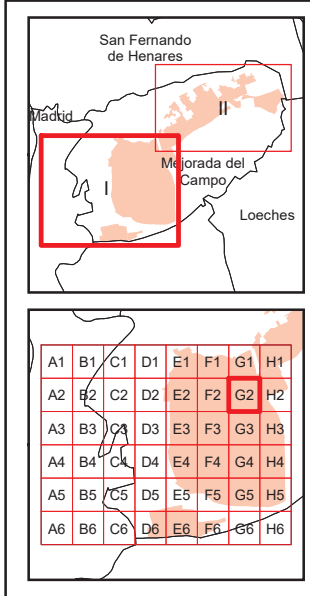 San Fernando
de Henares
II
Madrid
Mejorada del
Campo
I
Loeches
A1 B1 C1 D1 E1 F1 G1 H1
A2 B2 C2 D2 E2 F2 G2 H2
A3 B3 C3 D3 E3 F3 G3 H3
A4 B4 C4 D4 E4 F4 G4 H4
A5 B5 C5 D5 E5 F5 G5 H5
A6 B6 C6 D6 E6 F6 G6 H6